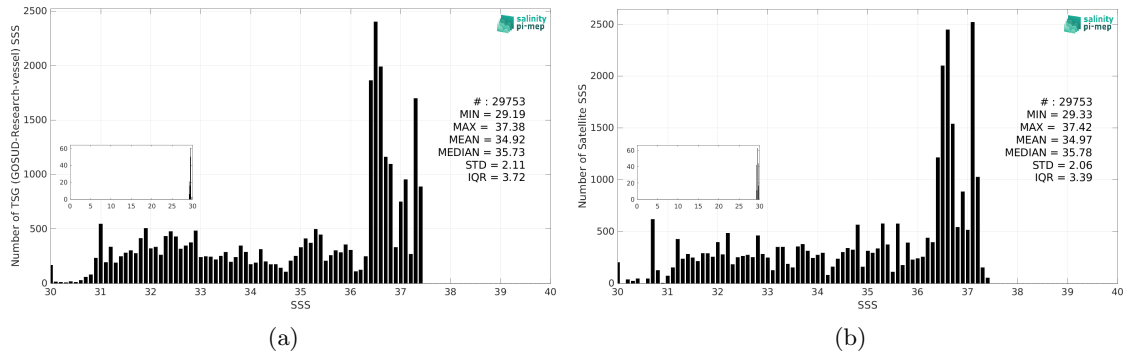 2500
2000
1500
1000
500
0
Number of TSG (GOSUD-Research-vessel) SSS
salinity
pi-mep
# : 29753
MIN = 29.19
MAX = 37.38
MEAN = 34.92
MEDIAN = 35.73
STD = 2.11
IQR = 3.72
60
40
20
0
0 5 10 15 20 25 30
30 31 32 33 34 35 36 37 38 39 40
SSS
(a)
2500
2000
1500
1000
500
0
Number of Satellite SSS
salinity
pi-mep
# : 29753
MIN = 29.33
MAX = 37.42
MEAN = 34.97
MEDIAN = 35.78
STD = 2.06
IQR = 3.39
60
40
20
0
0 5 10 15 20 25 30
30 31 32 33 34 35 36 37 38 39 40
SSS
(b)